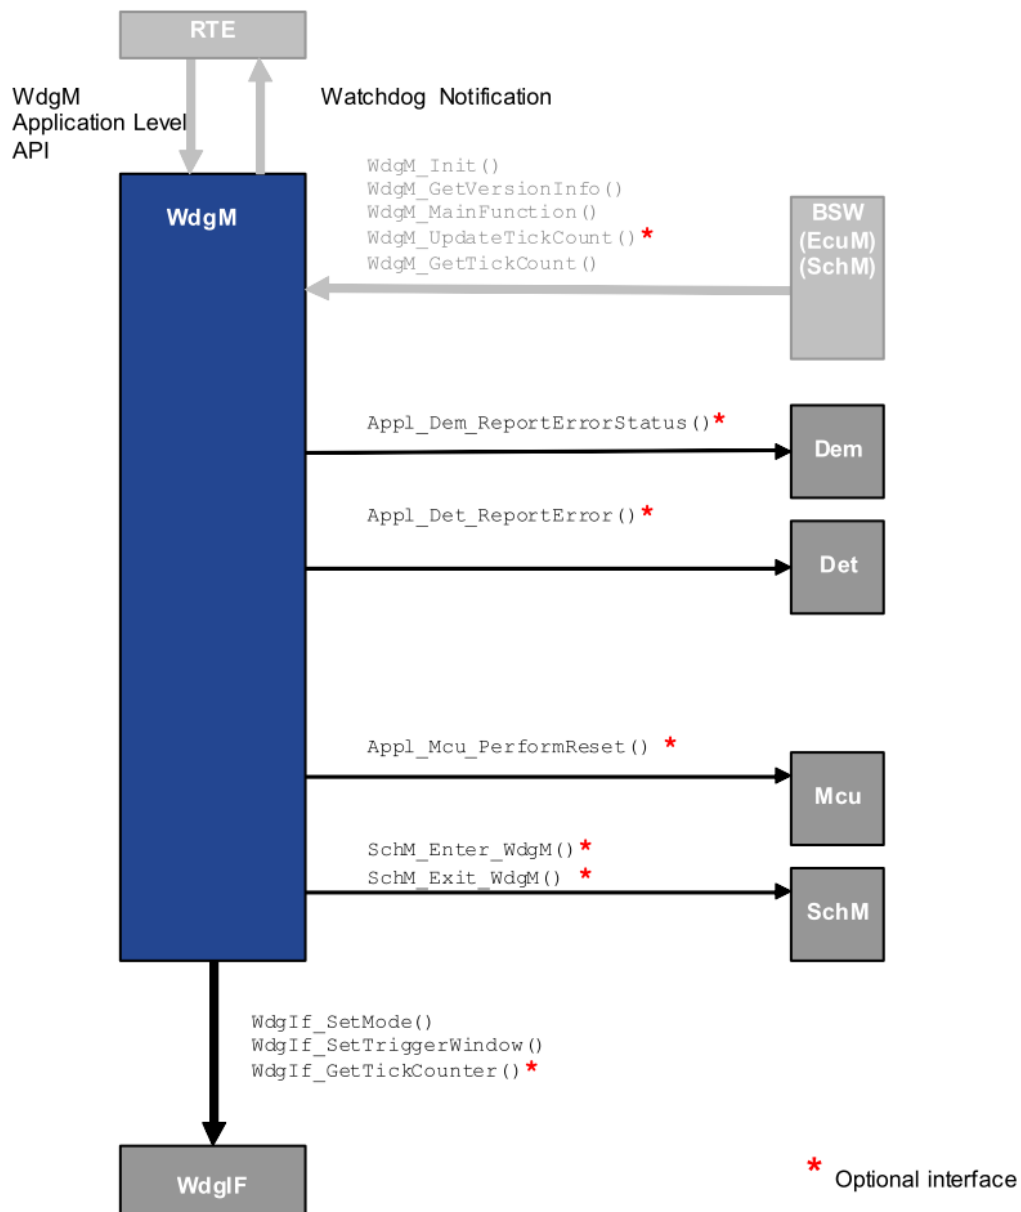 RTE
WdgM
Application Level
API
Watchdog Notification
WdgM_Init()
WdgM_GetVersionInfo()
WdgM_MainFunction()
WdgM_UpdateTickCount()*
WdgM_GetTickCount()
WdgM
BSW
(EcuM)
(SchM)
Appl_Dem_ReportErrorStatus()*
Dem
Appl_Det_ReportError()*
Det
Appl_Mcu_PerformReset() *
Mcu
SchM_Enter_WdgM()*
SchM_Exit_WdgM() *
SchM
WdgIf_SetMode()
WdgIf_SetTriggerWindow()
WdgIf_GetTickCounter()*
WdgIF
* Optional interface